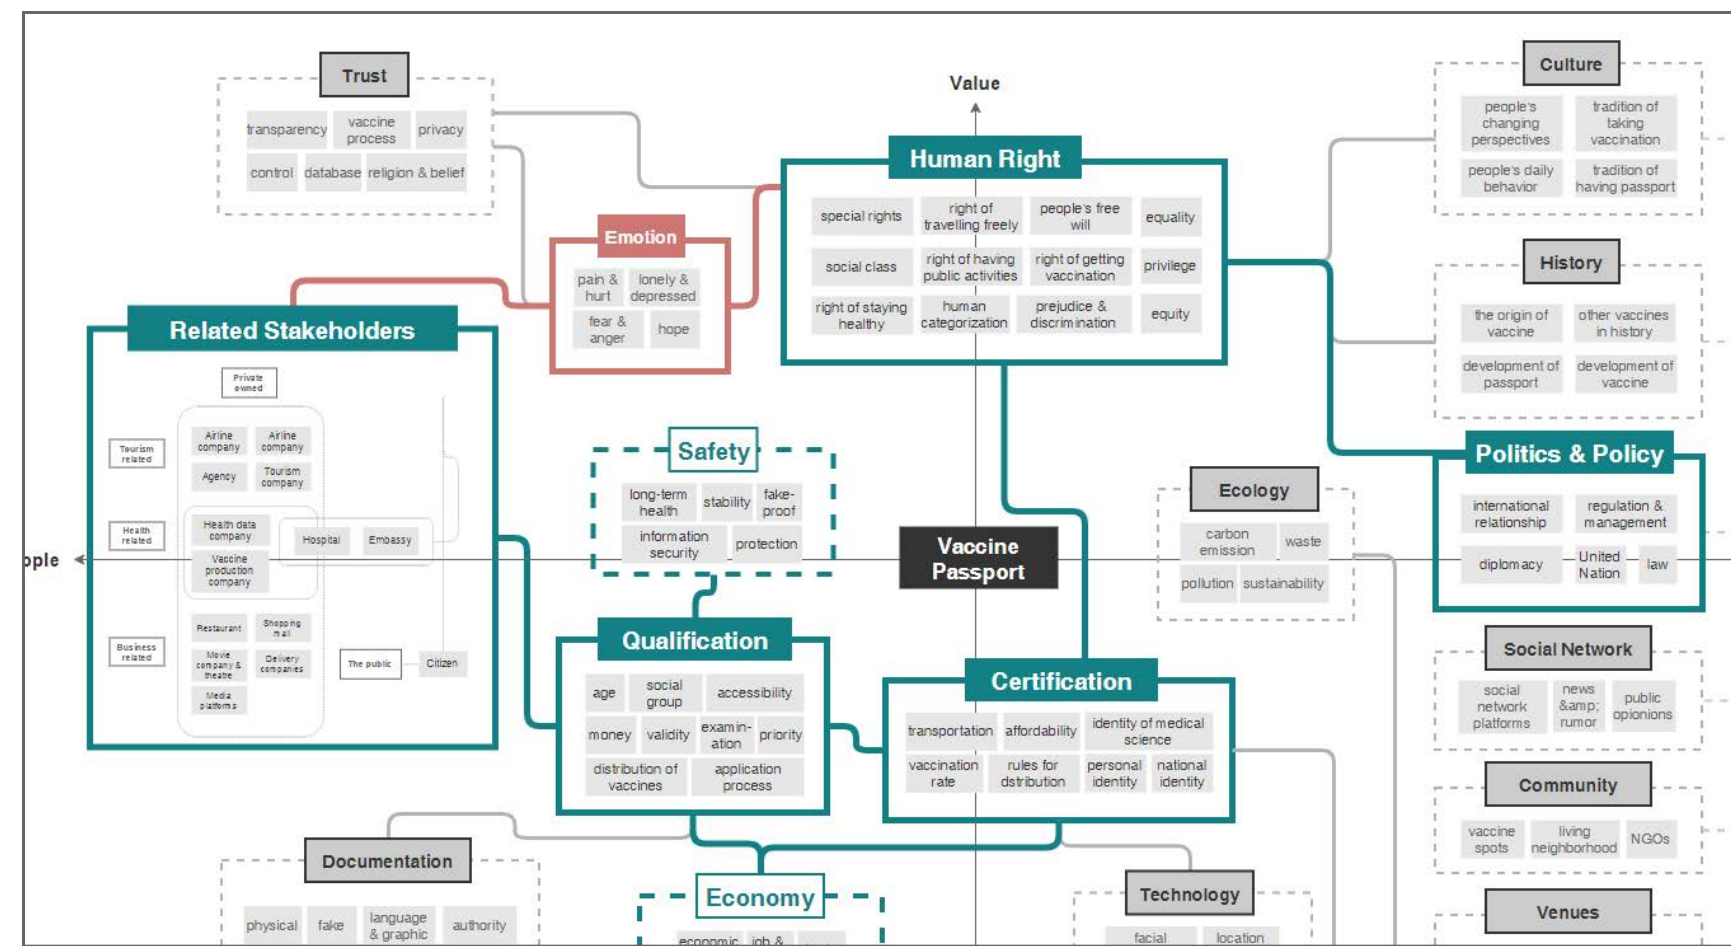 Trust
transparency
vaccine
process
privacy
control
database
religion & belief
Value
Human Right
special rights
right of
travelling freely
people's free
will
equality
social class
right of having
public activities
right of getting
vaccination
privilege
right of staying
healthy
human
categorization
prejudice &
discrimination
equity
Culture
people's
changing
perspectives
tradition of
taking
vaccination
people's daily
behavior
tradition of
having passport
Emotion
pain &
hurt
lonely &
depressed
fear &
anger
hope
History
the origin of
vaccine
other vaccines
in history
development of
passport
development of
vaccine
Related Stakeholders
Private
owned
Tourism
related
Airline
company
Airline
company
Agency
Tourism
company
Health
related
Health data
company
Hospital
Embassy
Vaccine
production
company
Business
related
Restaurant
Shopping
mall
Movie
company &
theatre
Delivery
companies
Media
platforms
The public
Citizen
ople
Safety
long-term
health
stability
fake-
proof
information
security
protection
Vaccine
Passport
Ecology
carbon
emission
waste
pollution
sustainability
Politics & Policy
international
relationship
regulation &
management
diplomacy
United
Nation
law
Qualification
age
social
group
accessibility
money
validity
examin-
ation
priority
distribution of
vaccines
application
process
Certification
transportation
affordability
identity of medical
science
vaccination
rate
rules for
dstribution
personal
identity
national
identity
Social Network
social
network
platforms
news
&amp;
rumor
public
opionions
Community
vaccine
spots
living
neighborhood
NGOs
Documentation
physical
fake
language
& graphic
authority
Economy
economic
job &
Technology
facial
location
Venues